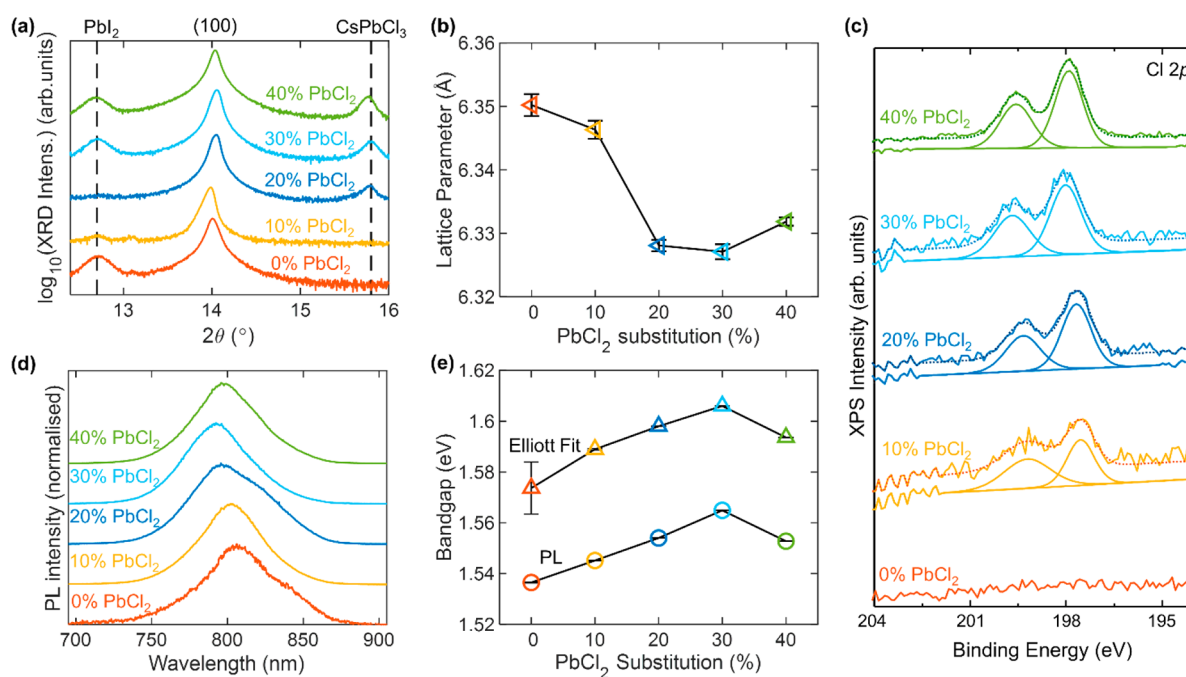 (a)
PbI₂
(100)
CsPbCl₃
log₁₀(XRD Intens.) (arb.units)
40% PbCl₂
30% PbCl₂
20% PbCl₂
10% PbCl₂
0% PbCl₂
13 14 15 16
2θ (°)
(b)
Lattice Parameter (Å)
6.36
6.35
6.34
6.33
6.32
0 10 20 30 40
PbCl₂ substitution (%)
(c)
Cl 2p
XPS Intensity (arb. units)
40% PbCl₂
30% PbCl₂
20% PbCl₂
10% PbCl₂
0% PbCl₂
204 201 198 195
Binding Energy (eV)
(d)
PL intensity (normalised)
40% PbCl₂
30% PbCl₂
20% PbCl₂
10% PbCl₂
0% PbCl₂
700 750 800 850 900
Wavelength (nm)
(e)
Bandgap (eV)
1.62
1.6
1.58
1.56
1.54
1.52
Elliott Fit
PL
0 10 20 30 40
PbCl₂ Substitution (%)